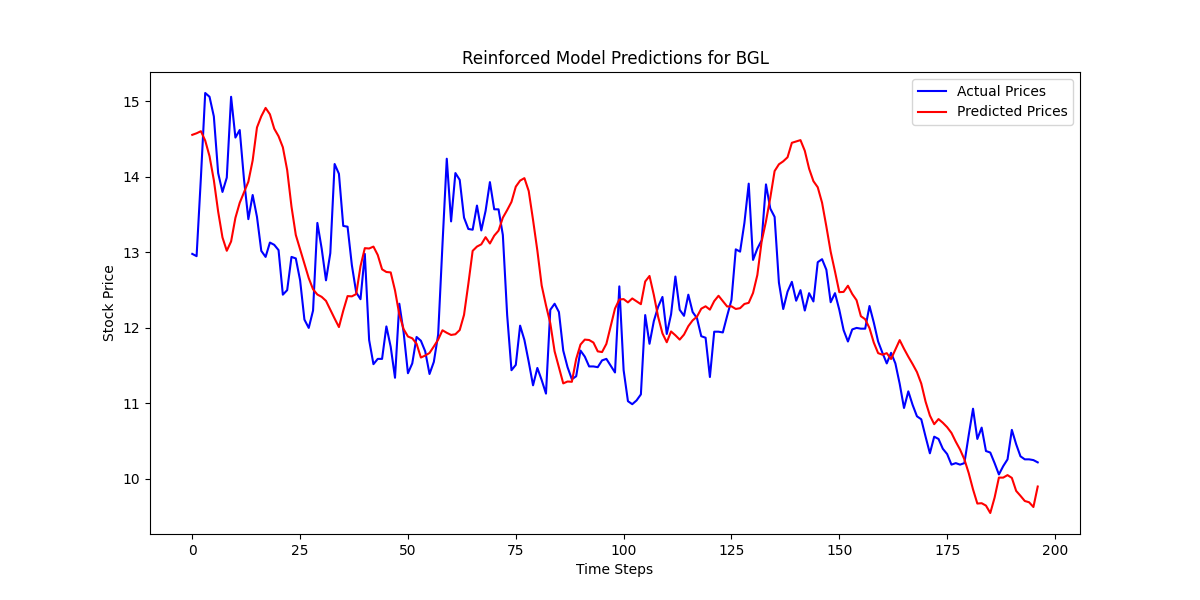 Reinforced Model Predictions for BGL
Actual Prices
Predicted Prices
Stock Price
15
14
13
12
11
10
0 25 50 75 100 125 150 175 200
Time Steps